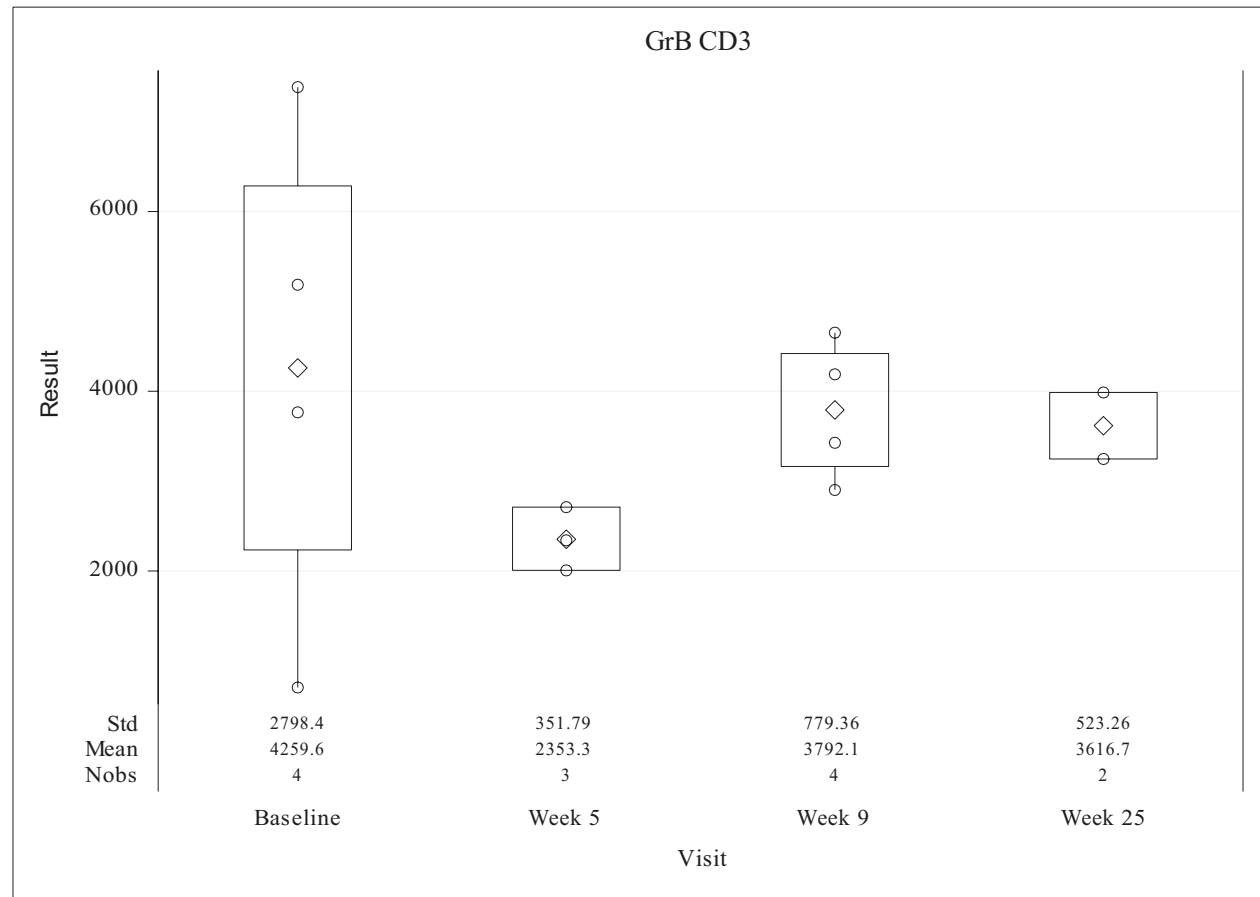 GrB CD3
6000
4000
2000
Result
Std 2798.4 351.79 779.36 523.26
Mean 4259.6 2353.3 3792.1 3616.7
Nobs 4 3 4 2
Baseline Week 5 Week 9 Week 25
Visit